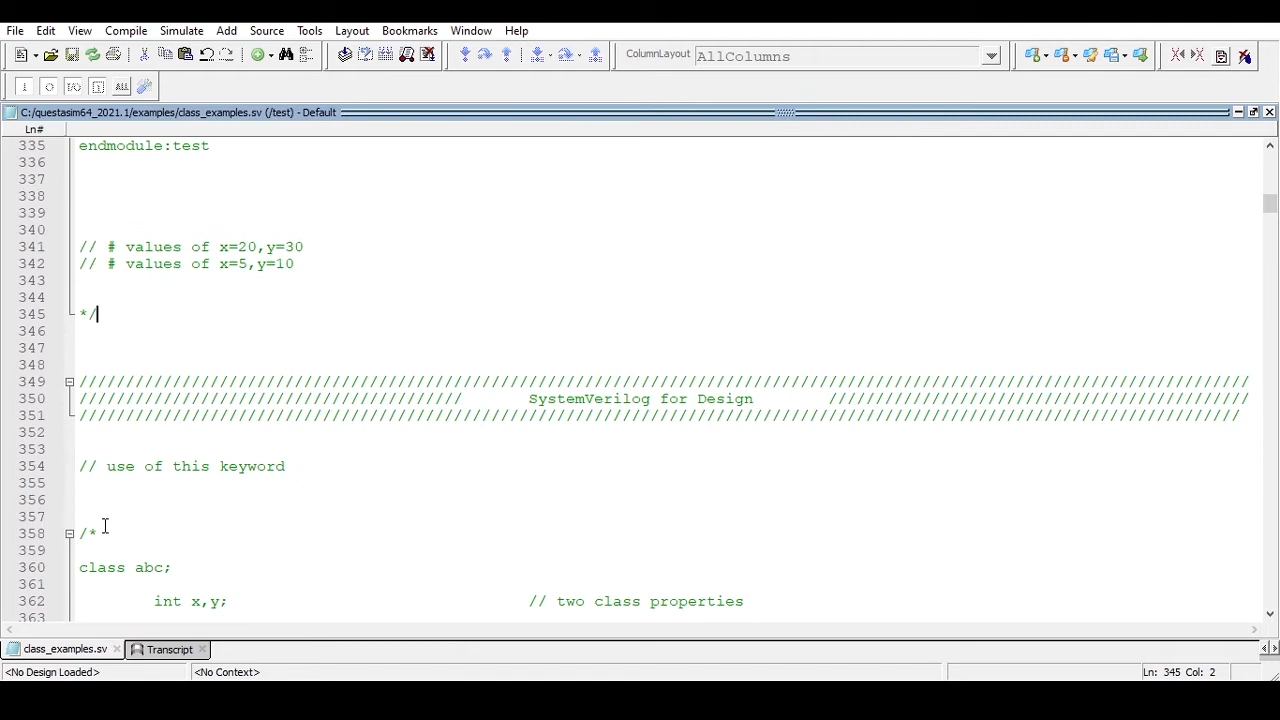 File Edit View Compile Simulate Add Source Tools Layout Bookmarks Window Help
ColumnLayout AllColumns
C:/questasim64_2021.1/examples/class_examples.sv (/test) - Default
Ln#
335 endmodule:test
336
337
338
339
340
341 // # values of x=20,y=30
342 // # values of x=5,y=10
343
344
345 */
346
347
348
349 /////////////////////////////////////////////////////////////////////////////////////////////////////////////////////////////
350 ///////////////////////////////////////// SystemVerilog for Design /////////////////////////////////////////////
351 ////////////////////////////////////////////////////////////////////////////////////////////////////////////////////////////
352
353
354 // use of this keyword
355
356
357
358 /*
359
360 class abc;
361
362 int x,y; // two class properties
363
class_examples.sv Transcript
<No Design Loaded> <No Context> Ln: 345 Col: 2